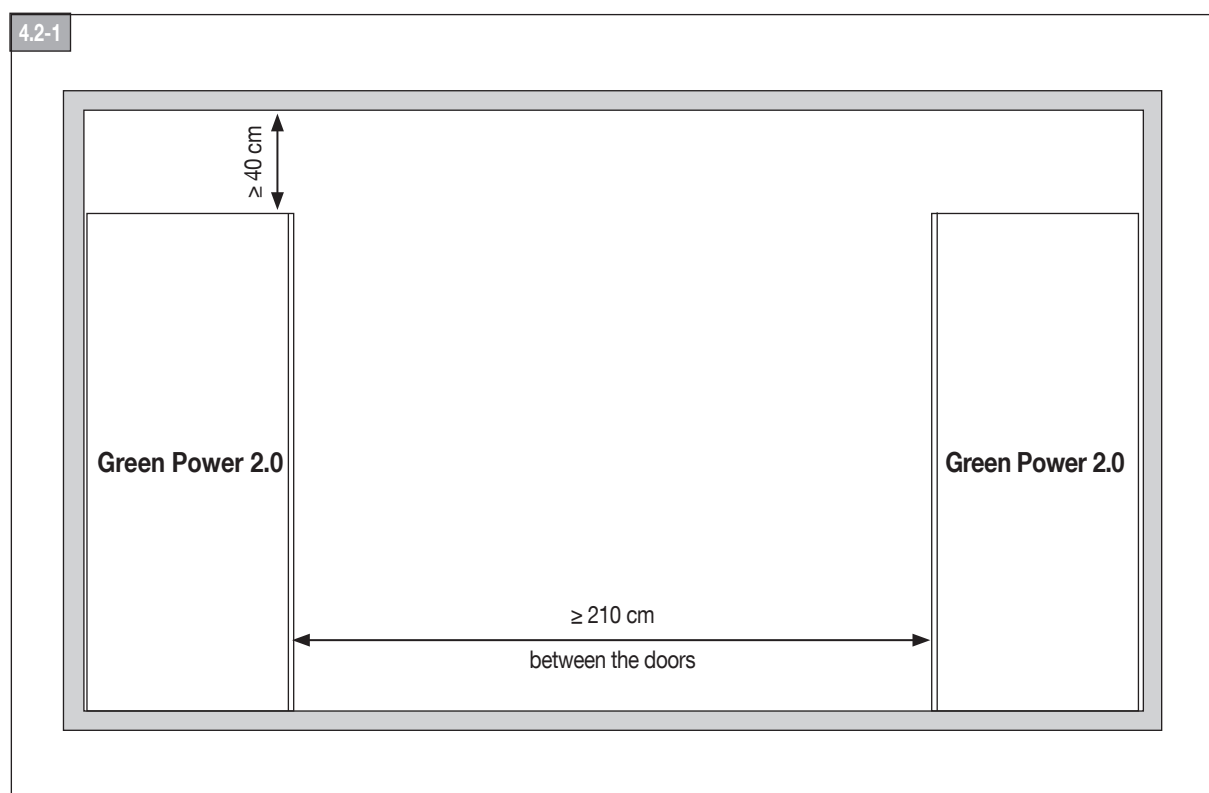 4.2-1
≥ 40 cm
Green Power 2.0
Green Power 2.0
≥ 210 cm
between the doors